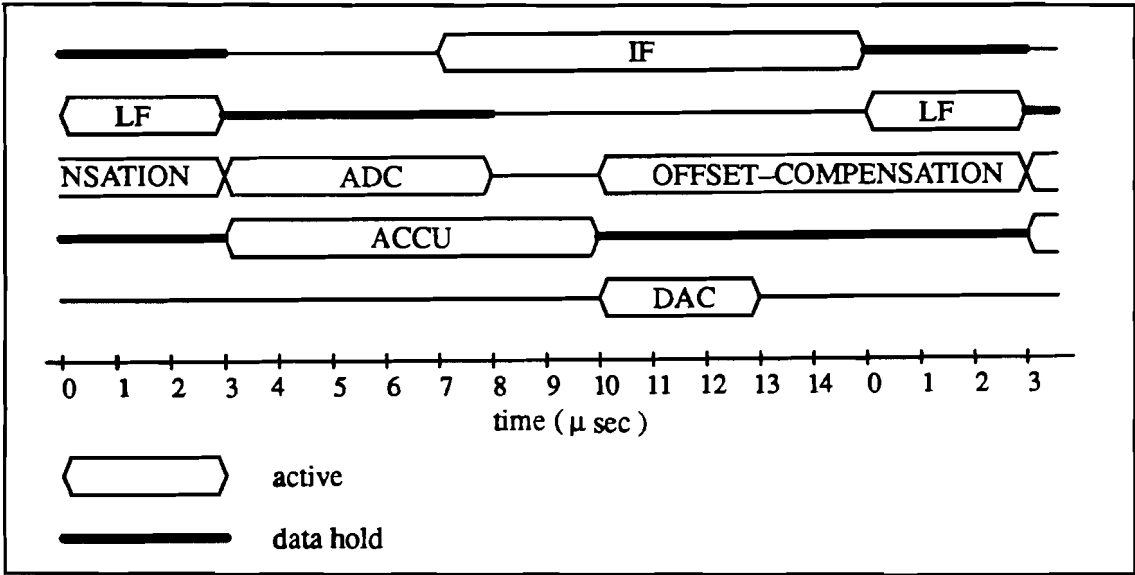 IF
LF LF
NSATION ADC OFFSET–COMPENSATION
ACCU
DAC
0 1 2 3 4 5 6 7 8 9 10 11 12 13 14 0 1 2 3
time ( μ sec )
active
data hold